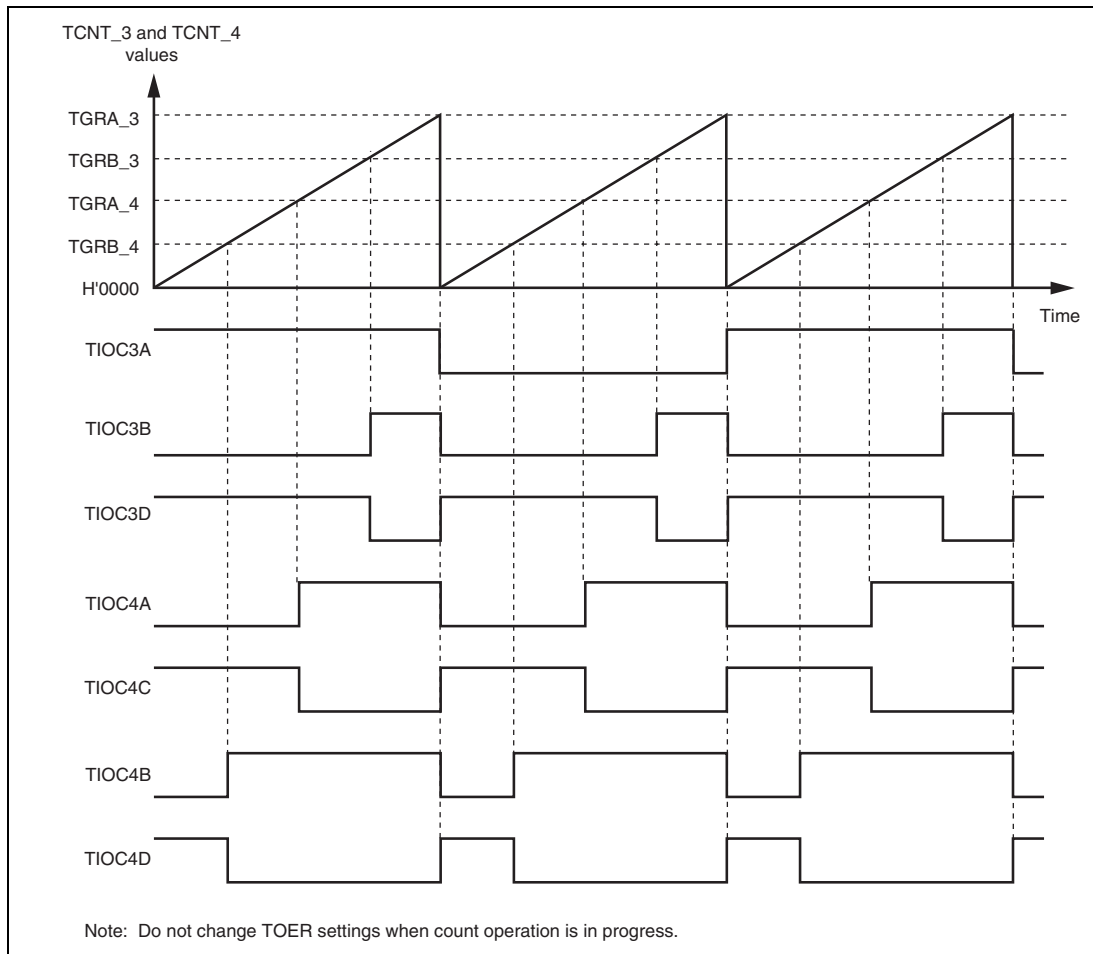 TCNT_3 and TCNT_4
values
TGRA_3
TGRB_3
TGRA_4
TGRB_4
H'0000
Time
TIOC3A
TIOC3B
TIOC3D
TIOC4A
TIOC4C
TIOC4B
TIOC4D
Note: Do not change TOER settings when count operation is in progress.